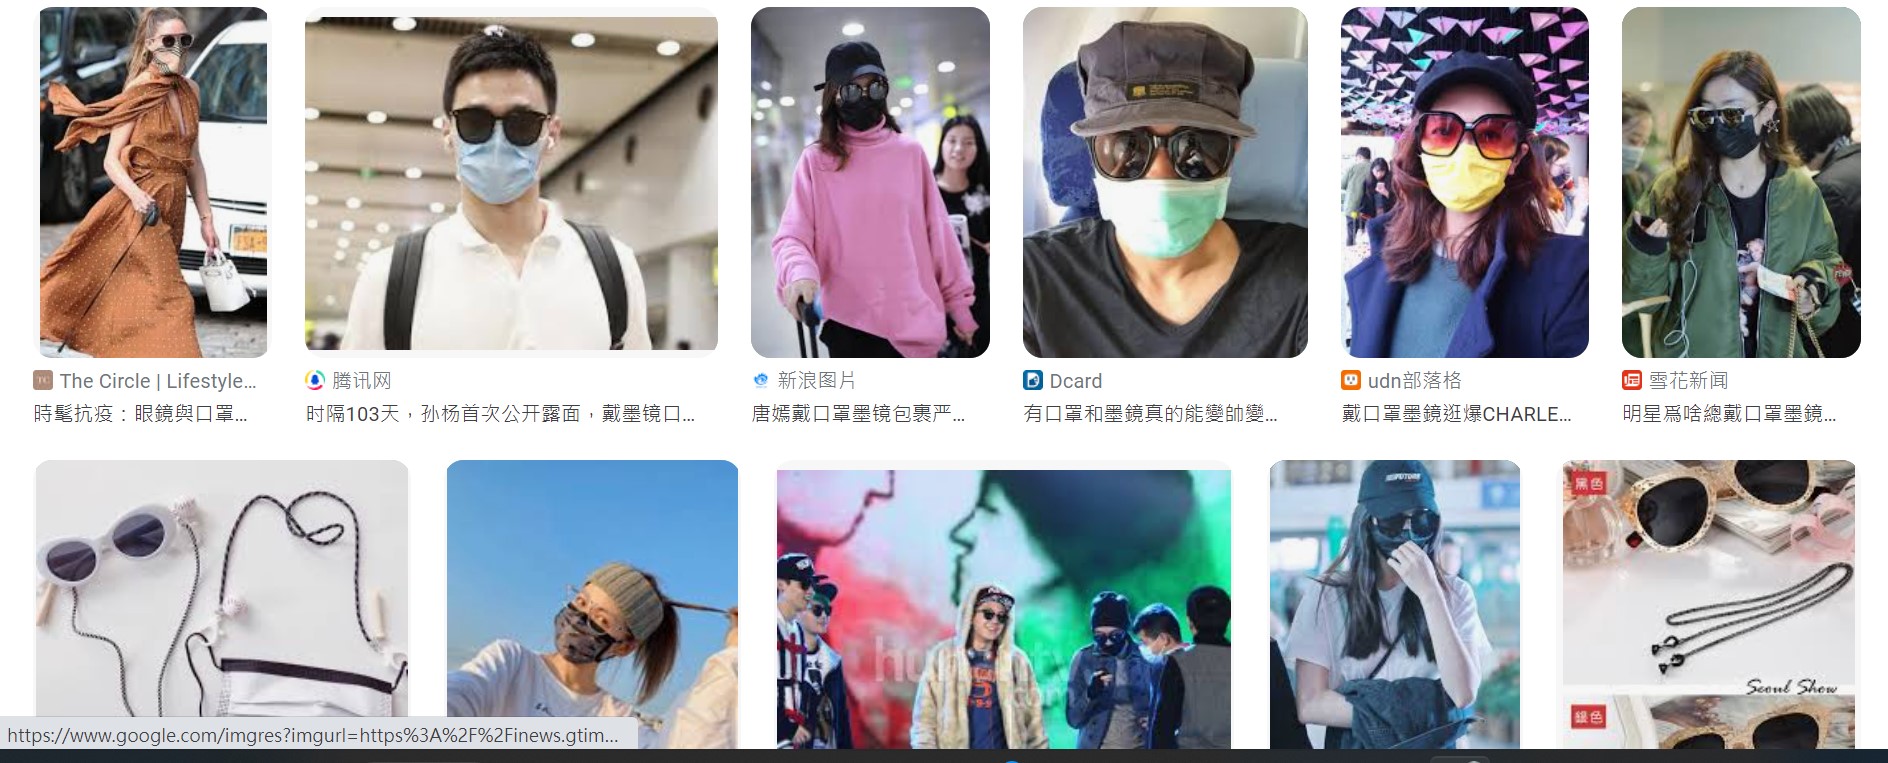 The Circle | Lifestyle...
時髦抗疫：眼鏡與口罩...
腾讯网
时隔103天，孙杨首次公开露面，戴墨镜口...
新浪图片
唐嫣戴口罩墨镜包裹严...
Dcard
有口罩和墨鏡真的能變帥變...
udn部落格
戴口罩墨鏡逛爆CHARLE...
雪花新闻
明星爲啥總戴口罩墨鏡...
黑色
Seoul Show
銀色
https://www.google.com/imgres?imgurl=https%3A%2F%2Finews.gtim...